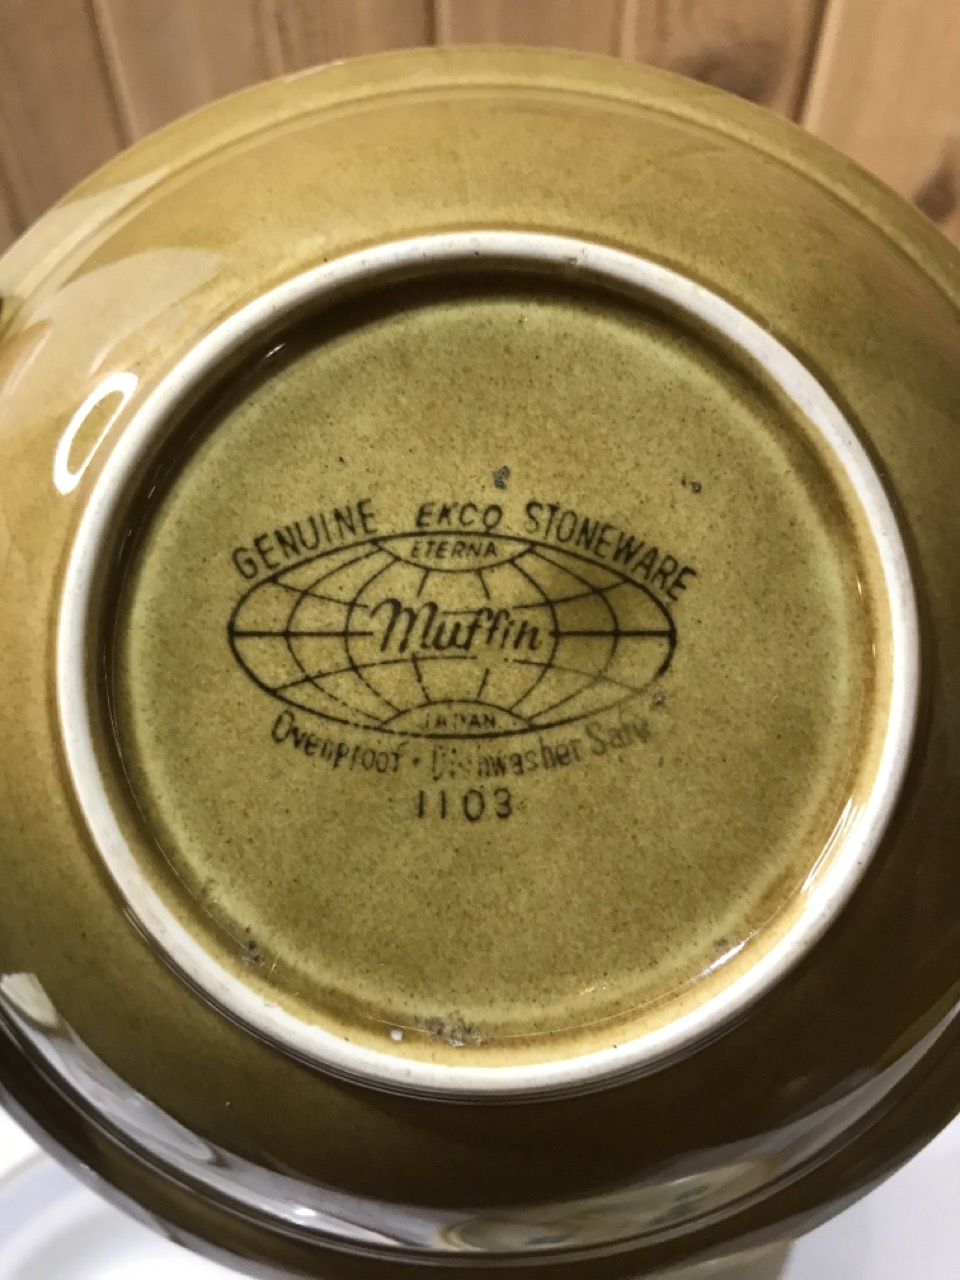 GENUINE EKCO STONEWARE
ETERNA
Muffin
JAPAN
Ovenproof · Dishwasher Safe
1103